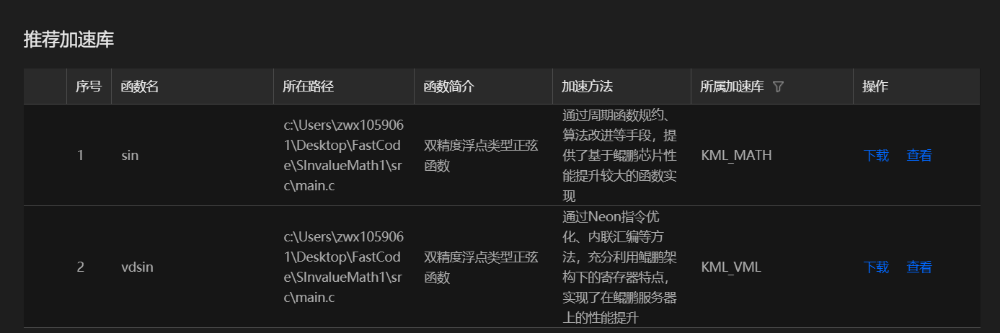 推荐加速库
序号 函数名 所在路径 函数简介 加速方法 所属加速库 操作
1 sin
c:\Users\zwx105906
1\Desktop\FastCod
e\SInvalueMath1\sr
c\main.c
双精度浮点类型正弦
函数
通过周期函数规约、
算法改进等手段，提
供了基于鲲鹏芯片性
能提升较大的函数实
现
KML_MATH
下载 查看
2 vdsin
c:\Users\zwx105906
1\Desktop\FastCod
e\SInvalueMath1\sr
c\main.c
双精度浮点类型正弦
函数
通过Neon指令优
化、内联汇编等方
法，充分利用鲲鹏架
构下的寄存器特点，
实现了在鲲鹏服务器
上的性能提升
KML_VML
下载 查看